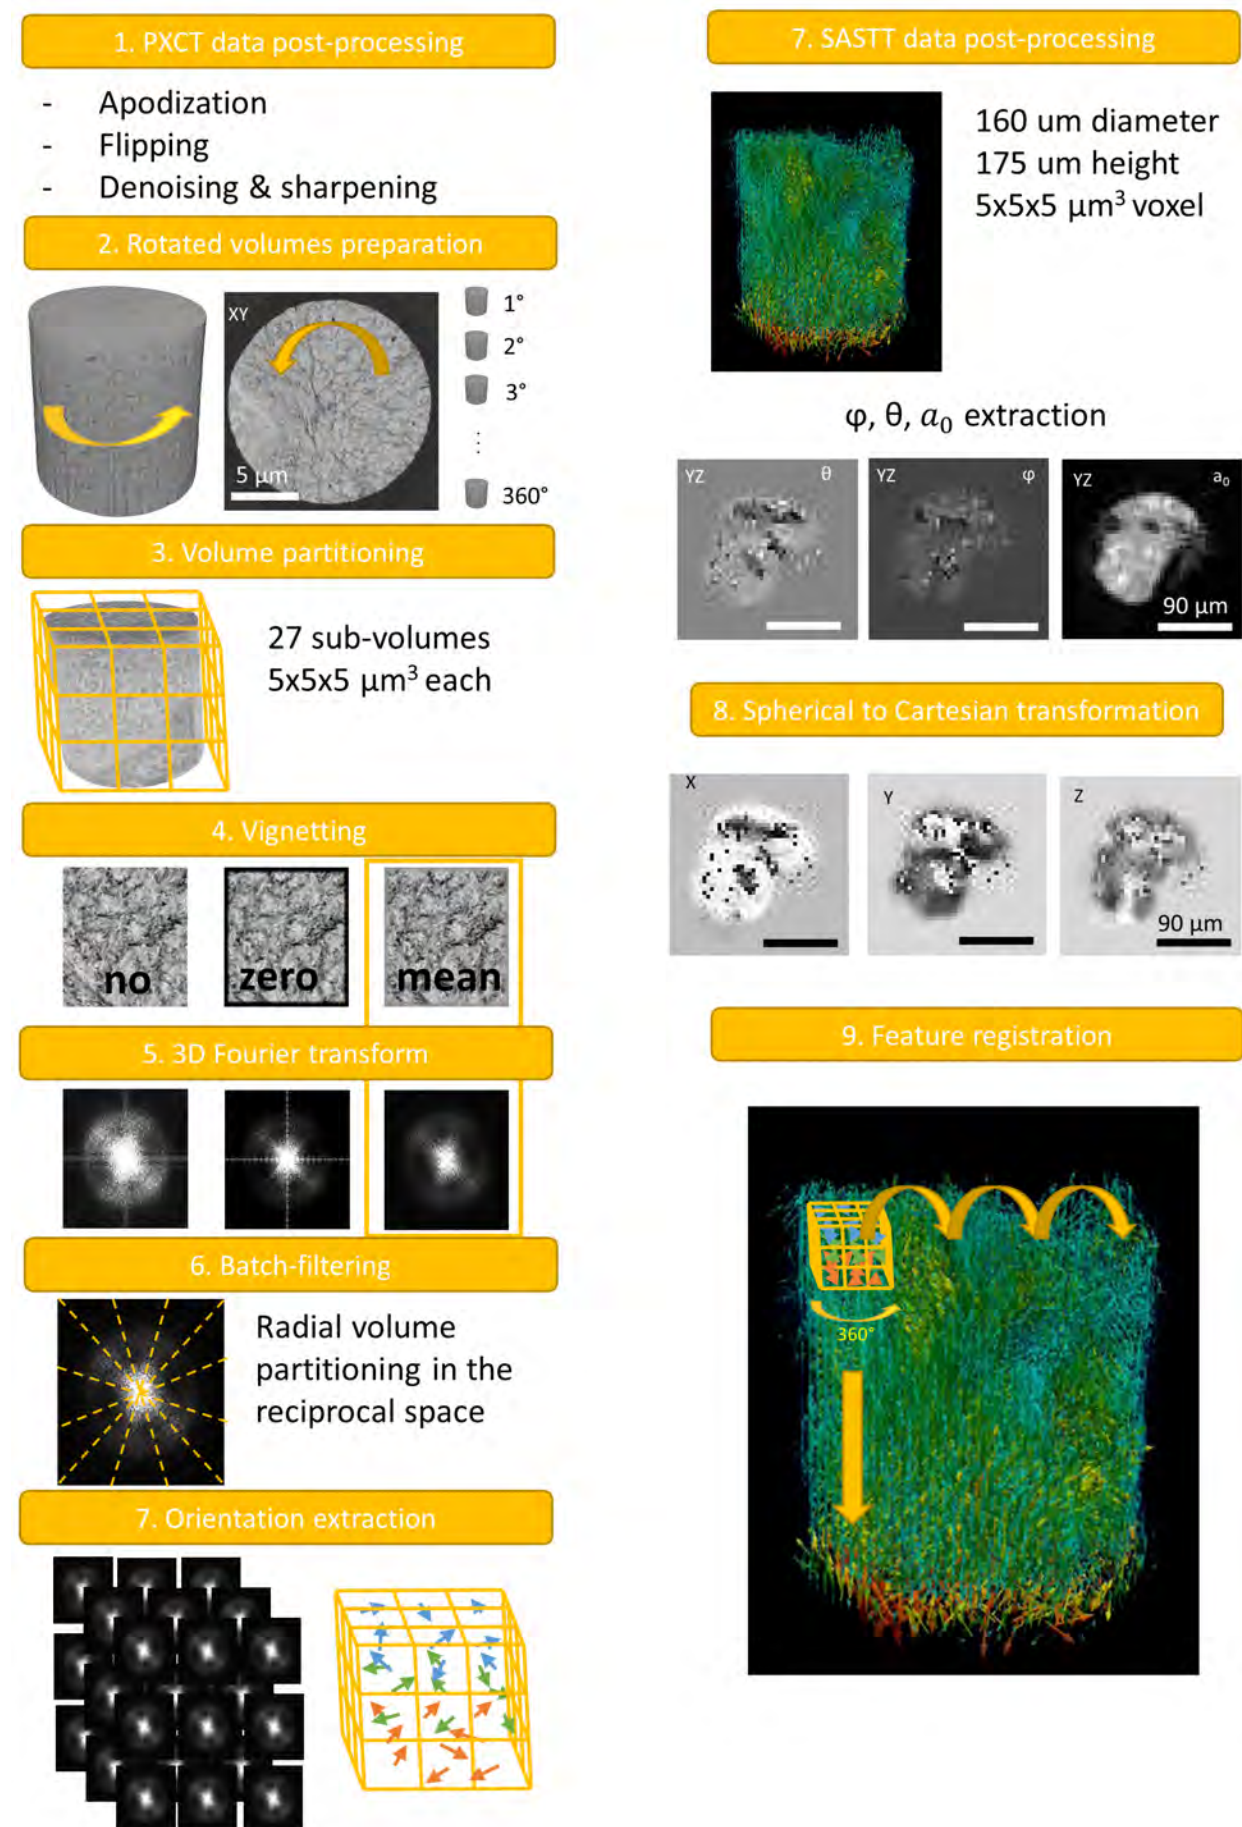 1. PXCT data post-processing
- Apodization
- Flipping
- Denoising & sharpening
2. Rotated volumes preparation
XY
5 µm
1°
2°
3°
⋮
360°
3. Volume partitioning
27 sub-volumes
5x5x5 µm³ each
4. Vignetting
no
zero
mean
5. 3D Fourier transform
6. Batch-filtering
Radial volume
partitioning in the
reciprocal space
7. Orientation extraction
7. SASTT data post-processing
160 um diameter
175 um height
5x5x5 µm³ voxel
φ, θ, a₀ extraction
YZ θ
YZ φ
YZ a₀
90 µm
8. Spherical to Cartesian transformation
X
Y
Z
90 µm
9. Feature registration
360°